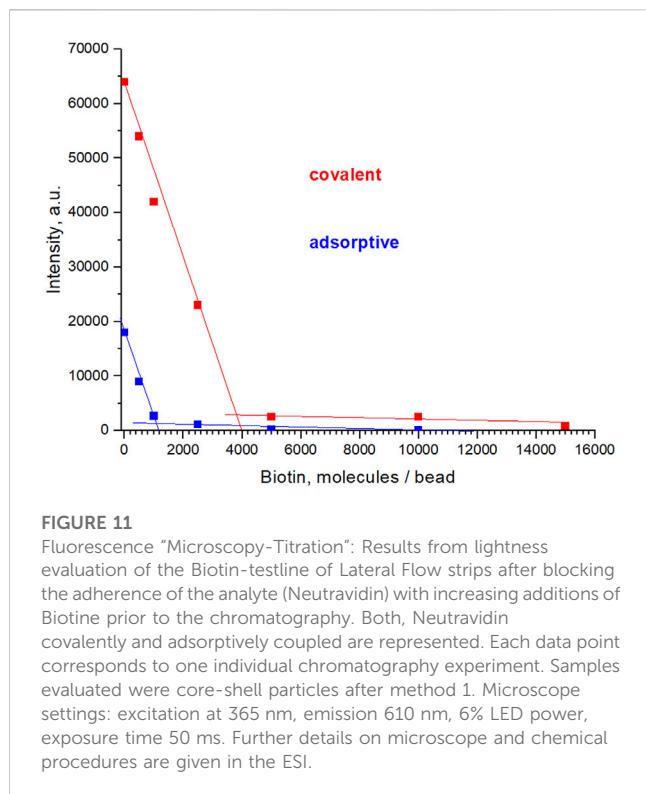 70000
60000
50000
40000
30000
20000
10000
0
Intensity, a.u.
covalent
adsorptive
0 2000 4000 6000 8000 10000 12000 14000 16000
Biotin, molecules / bead
FIGURE 11
Fluorescence “Microscopy-Titration”: Results from lightness
evaluation of the Biotin-testline of Lateral Flow strips after blocking
the adherence of the analyte (Neutravidin) with increasing additions of
Biotine prior to the chromatography. Both, Neutravidin
covalently and adsorptively coupled are represented. Each data point
corresponds to one individual chromatography experiment. Samples
evaluated were core-shell particles after method 1. Microscope
settings: excitation at 365 nm, emission 610 nm, 6% LED power,
exposure time 50 ms. Further details on microscope and chemical
procedures are given in the ESI.